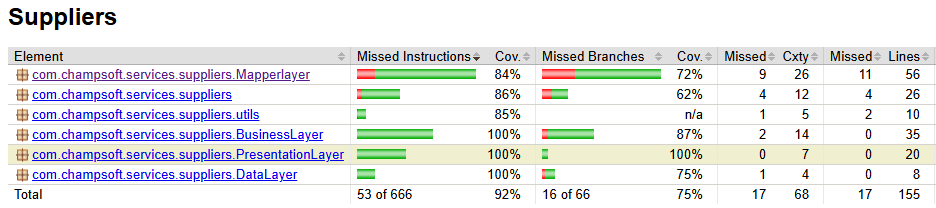 Suppliers
Element Missed Instructions Cov. Missed Branches Cov. Missed Cxty Missed Lines
com.champsoft.services.suppliers.Mapperlayer 84% 72% 9 26 11 56
com.champsoft.services.suppliers 86% 62% 4 12 4 26
com.champsoft.services.suppliers.utils 85% n/a 1 5 2 10
com.champsoft.services.suppliers.BusinessLayer 100% 87% 2 14 0 35
com.champsoft.services.suppliers.PresentationLayer 100% 100% 0 7 0 20
com.champsoft.services.suppliers.DataLayer 100% 75% 1 4 0 8
Total 53 of 666 92% 16 of 66 75% 17 68 17 155